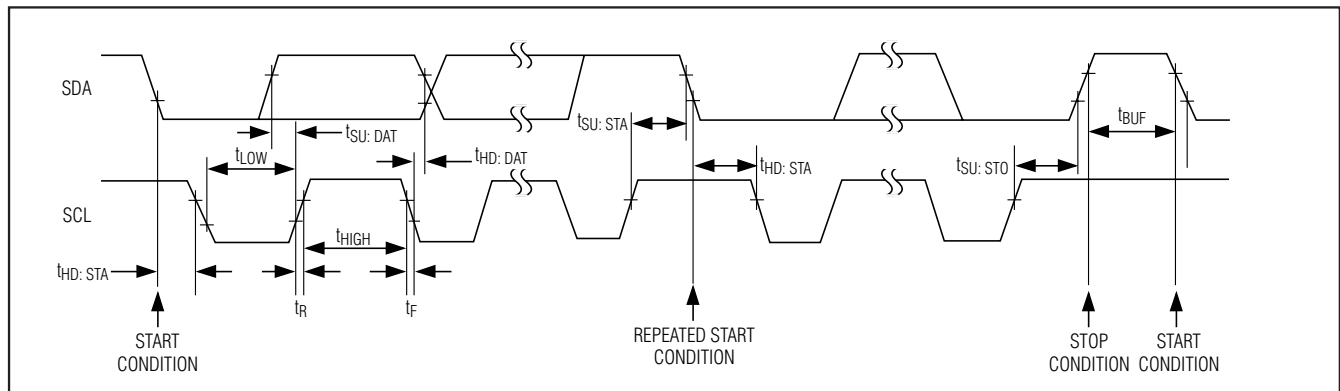 SDA
tSU: DAT
tSU: STA
tBUF
tLOW
tHD: DAT
tHD: STA
tSU: STO
SCL
tHIGH
tHD: STA
tR
tF
START
CONDITION
REPEATED START
CONDITION
STOP
CONDITION
START
CONDITION